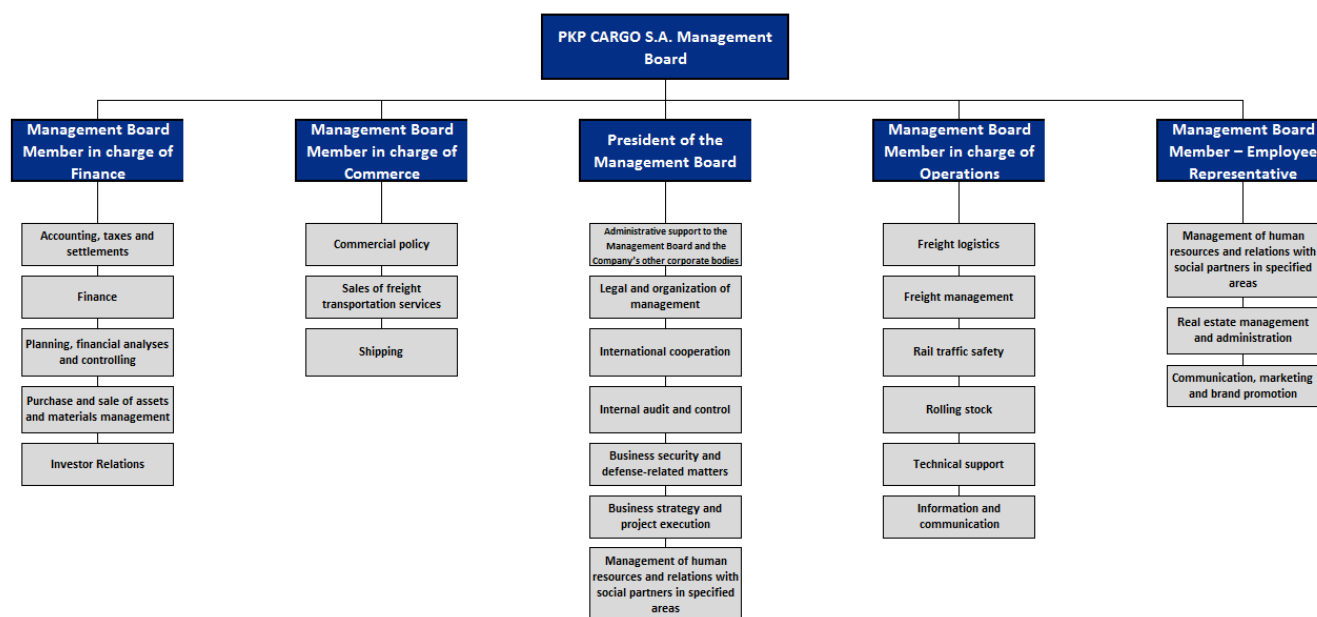 PKP CARGO S.A. Management
Board
Management Board
Member in charge of
Finance
Management Board
Member in charge of
Commerce
President of the
Management Board
Management Board
Member in charge of
Operations
Management Board
Member – Employee
Representative
Accounting, taxes and
settlements
Finance
Planning, financial analyses
and controlling
Purchase and sale of assets
and materials management
Investor Relations
Commercial policy
Sales of freight
transportation services
Shipping
Administrative support to the
Management Board and the
Company's other corporate bodies
Legal and organization of
management
International cooperation
Internal audit and control
Business security and
defense-related matters
Business strategy and
project execution
Management of human
resources and relations with
social partners in specified
areas
Freight logistics
Freight management
Rail traffic safety
Rolling stock
Technical support
Information and
communication
Management of human
resources and relations with
social partners in specified
areas
Real estate management
and administration
Communication, marketing
and brand promotion